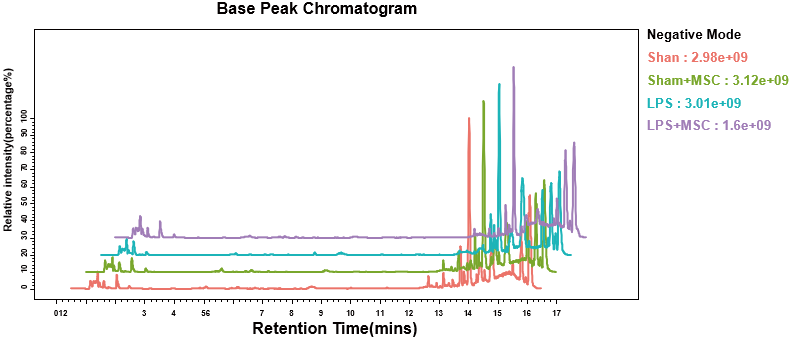 Base Peak Chromatogram
Negative Mode
Shan : 2.98e+09
Sham+MSC : 3.12e+09
LPS : 3.01e+09
LPS+MSC : 1.6e+09
Relative intensity(percentage%)
100
90
80
70
60
50
40
30
20
10
0
012 3 4 56 7 8 9 10 11 12 13 14 15 16 17
Retention Time(mins)